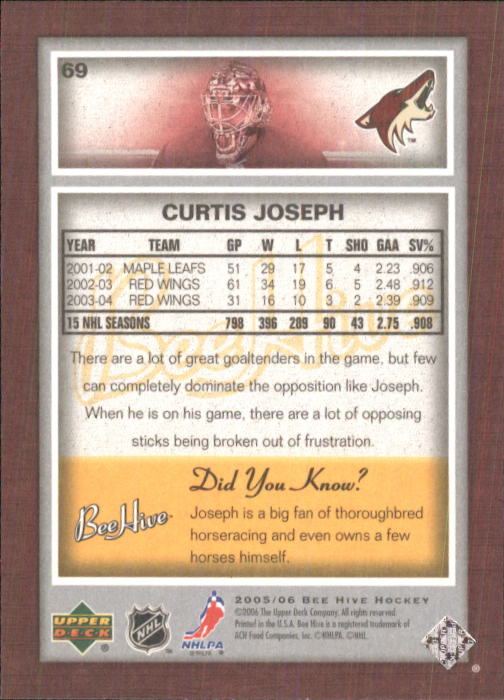 69
TM
CURTIS JOSEPH
YEAR TEAM GP W L T SHO GAA SV%
2001-02 MAPLE LEAFS 51 29 17 5 4 2.23 .906
2002-03 RED WINGS 61 34 19 6 5 2.48 .912
2003-04 RED WINGS 31 16 10 3 2 2.39 .909
15 NHL SEASONS 798 396 289 90 43 2.75 .908
There are a lot of great goaltenders in the game, but few
can completely dominate the opposition like Joseph.
When he is on his game, there are a lot of opposing
sticks being broken out of frustration.
Did You Know?
BeeHive
Joseph is a big fan of thoroughbred
horseracing and even owns a few
horses himself.
2005/06 BEE HIVE HOCKEY
©2006 The Upper Deck Company. All rights reserved.
Printed in the U.S.A. Bee Hive is a registered trademark of
ACH Food Companies, Inc. ©NHLPA. ©NHL.
UPPER DECK
NHL
NHLPA